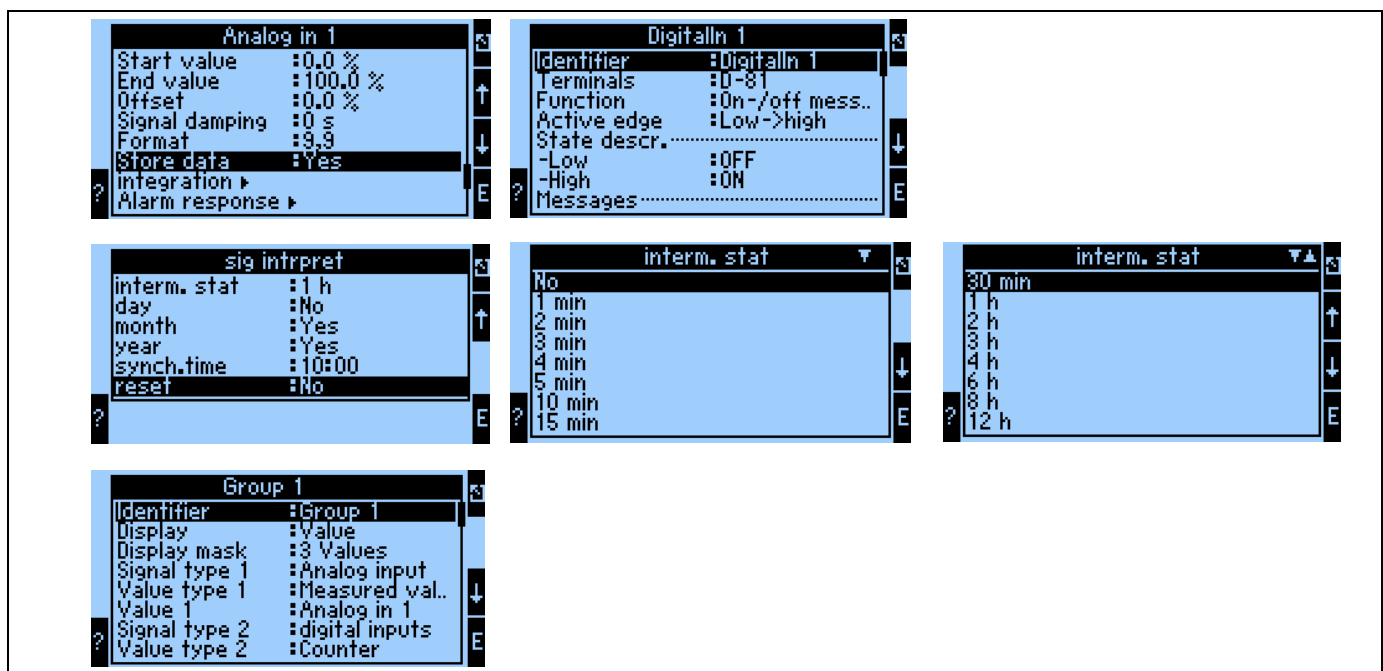 Analog in 1
Start value :0.0 %
End value :100.0 %
Offset :0.0 %
Signal damping :0 s
Format :9,9
Store data :Yes
integration ▸
Alarm response ▸
?
↑
↓
E
DigitalIn 1
Identifier :DigitalIn 1
Terminals :D-81
Function :On-/off mess..
Active edge :Low->high
State descr.
-Low :OFF
-High :ON
Messages
?
↓
E
sig intrpret
interm. stat :1 h
day :No
month :Yes
year :Yes
synch.time :10:00
reset :No
?
↑
E
interm. stat ▼
No
1 min
2 min
3 min
4 min
5 min
10 min
15 min
?
↓
E
interm. stat ▼▲
30 min
1 h
2 h
3 h
4 h
6 h
8 h
12 h
?
↑
↓
E
Group 1
Identifier :Group 1
Display :Value
Display mask :3 Values
Signal type 1 :Analog input
Value type 1 :Measured val..
Value 1 :Analog in 1
Signal type 2 :digital inputs
Value type 2 :Counter
?
↓
E